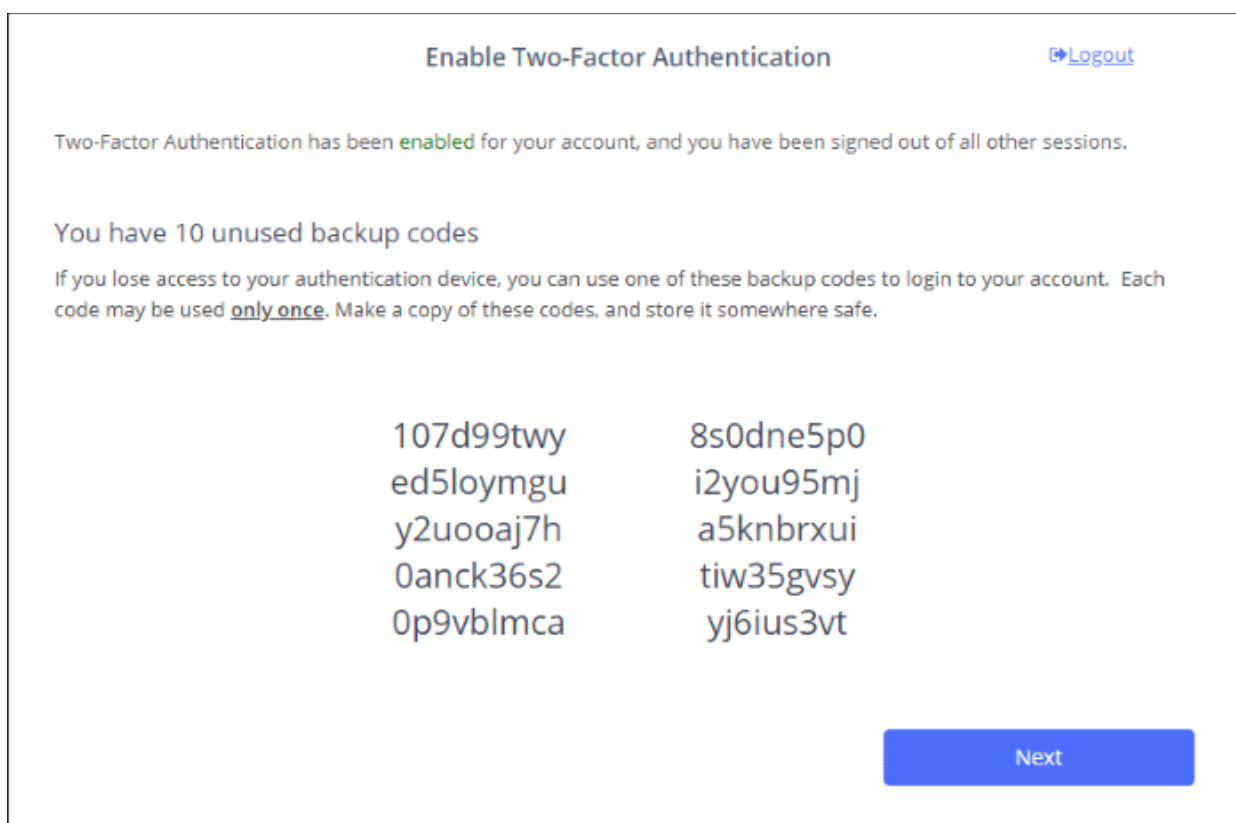 Enable Two-Factor Authentication
Logout
Two-Factor Authentication has been enabled for your account, and you have been signed out of all other sessions.
You have 10 unused backup codes
If you lose access to your authentication device, you can use one of these backup codes to login to your account. Each
code may be used only once. Make a copy of these codes, and store it somewhere safe.
107d99twy 8s0dne5p0
ed5loymgu i2you95mj
y2uooaj7h a5knbrxui
0anck36s2 tiw35gvsy
0p9vblmca yj6ius3vt
Next